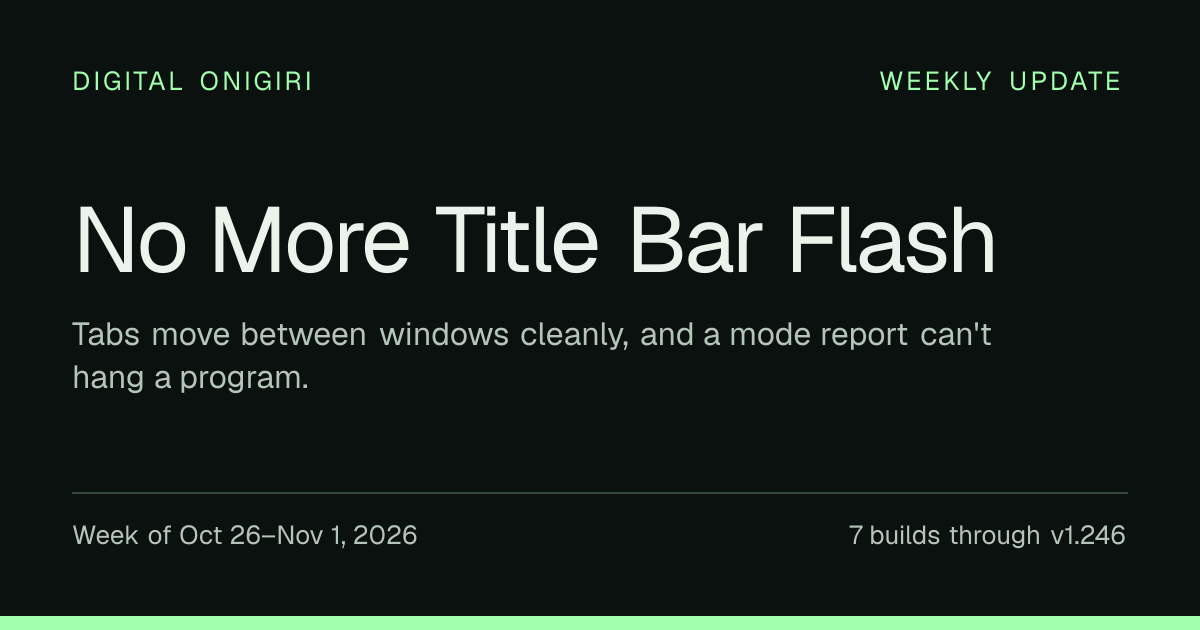 DIGITAL ONIGIRI
WEEKLY UPDATE
No More Title Bar Flash
Tabs move between windows cleanly, and a mode report can't
hang a program.
Week of Oct 26–Nov 1, 2026
7 builds through v1.246